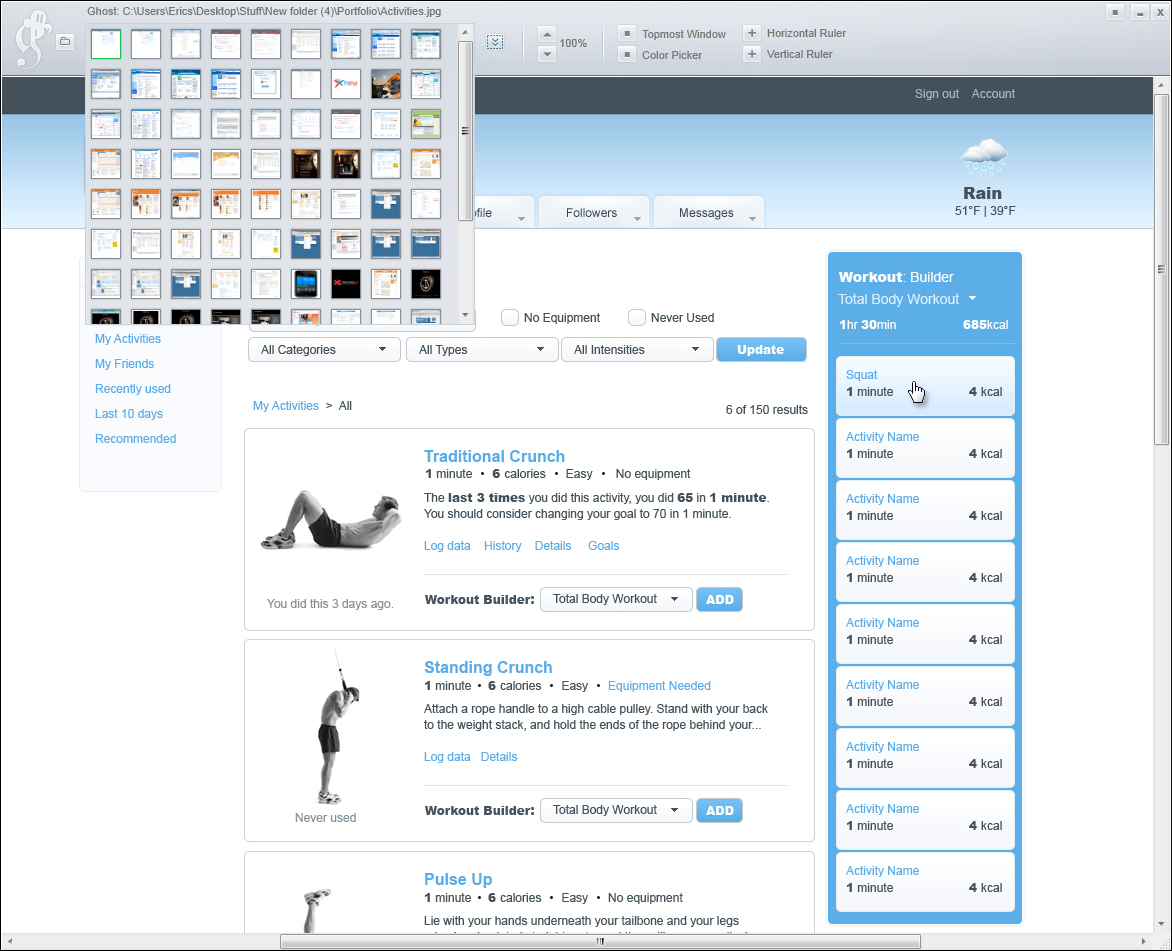 Ghost: C:\Users\Erics\Desktop\Stuff\New folder (4)\Portfolio\Activities.jpg
100%
Topmost Window
Horizontal Ruler
Color Picker
Vertical Ruler
Sign out Account
Rain
51°F | 39°F
ofile
Followers
Messages
No Equipment
Never Used
All Categories
All Types
All Intensities
Update
My Activities
My Friends
Recently used
Last 10 days
Recommended
My Activities > All
6 of 150 results
Traditional Crunch
1 minute • 6 calories • Easy • No equipment
The last 3 times you did this activity, you did 65 in 1 minute.
You should consider changing your goal to 70 in 1 minute.
Log data History Details Goals
You did this 3 days ago.
Workout Builder: Total Body Workout ADD
Standing Crunch
1 minute • 6 calories • Easy • Equipment Needed
Attach a rope handle to a high cable pulley. Stand with your back
to the weight stack, and hold the ends of the rope behind your...
Log data Details
Workout Builder: Total Body Workout ADD
Never used
Pulse Up
1 minute • 6 calories • Easy • No equipment
Lie with your hands underneath your tailbone and your legs
Workout: Builder
Total Body Workout
1hr 30min 685kcal
Squat
1 minute 4 kcal
Activity Name
1 minute 4 kcal
Activity Name
1 minute 4 kcal
Activity Name
1 minute 4 kcal
Activity Name
1 minute 4 kcal
Activity Name
1 minute 4 kcal
Activity Name
1 minute 4 kcal
Activity Name
1 minute 4 kcal
Activity Name
1 minute 4 kcal